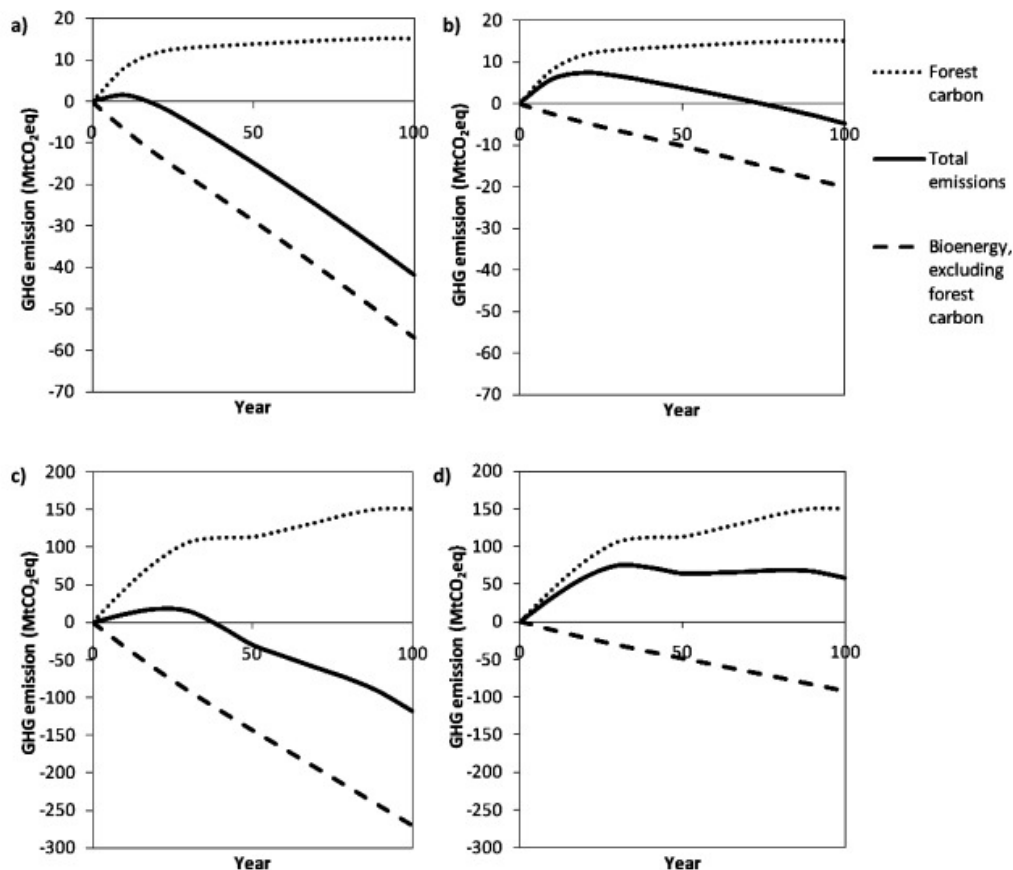 a)
GHG emission (MtCO₂eq)
20
10
0
-10
-20
-30
-40
-50
-60
-70
0
50
100
Year
b)
GHG emission (MtCO₂eq)
20
10
0
-10
-20
-30
-40
-50
-60
-70
0
50
100
Year
Forest
carbon
Total
emissions
Bioenergy,
excluding
forest
carbon
c)
GHG emission (MtCO₂eq)
200
150
100
50
0
-50
-100
-150
-200
-250
-300
0
50
100
Year
d)
GHG emission (MtCO₂eq)
200
150
100
50
0
-50
-100
-150
-200
-250
-300
0
50
100
Year